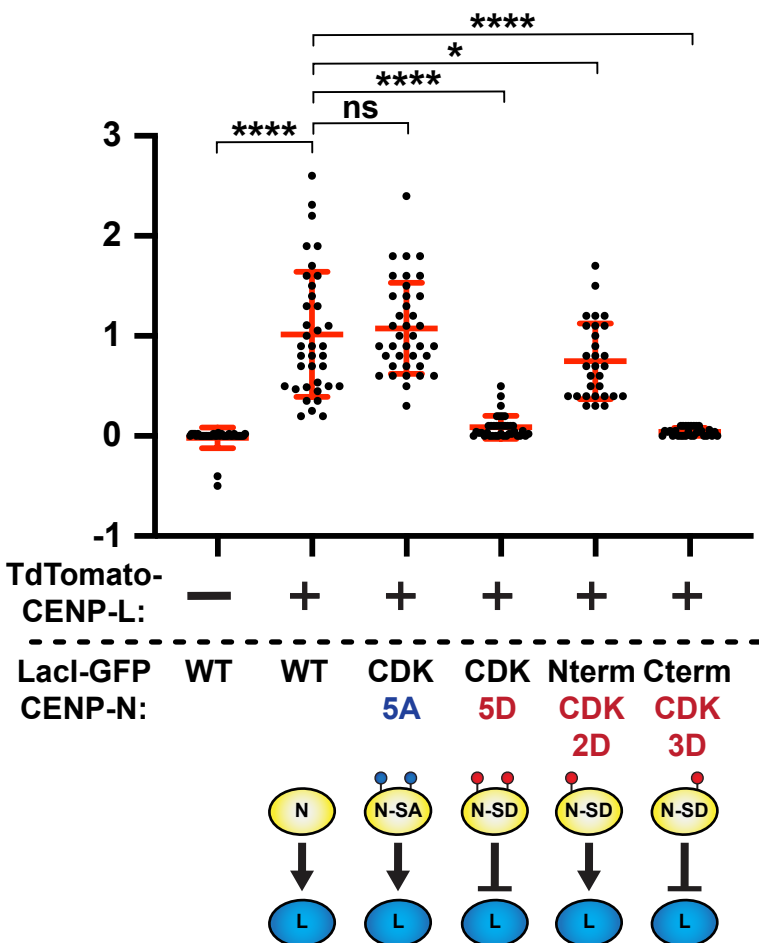 ****
*
****
ns
****
3
2
1
0
-1
TdTomato-
CENP-L:
— + + + + +
LacI-GFP WT WT CDK CDK Nterm Cterm
CENP-N: 5A 5D CDK CDK
2D 3D
N N-SA N-SD N-SD N-SD
L L L L L